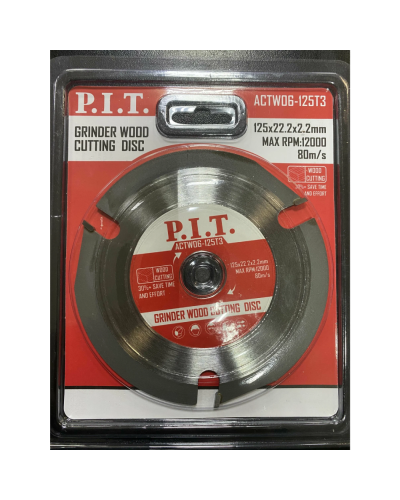 P.I.T.
ACTW06-125T3
GRINDER WOOD
CUTTING DISC
125x22.2x2.2mm
MAX RPM:12000
80m/s
WOOD
CUTTING
30%+ SAVE TIME
AND EFFORT
P.I.T.
ACTW06-125T3
WOOD
CUTTING
30%+ SAVE TIME
AND EFFORT
125x22.2x2.2mm
MAX RPM:12000
80m/s
GRINDER WOOD CUTTING DISC